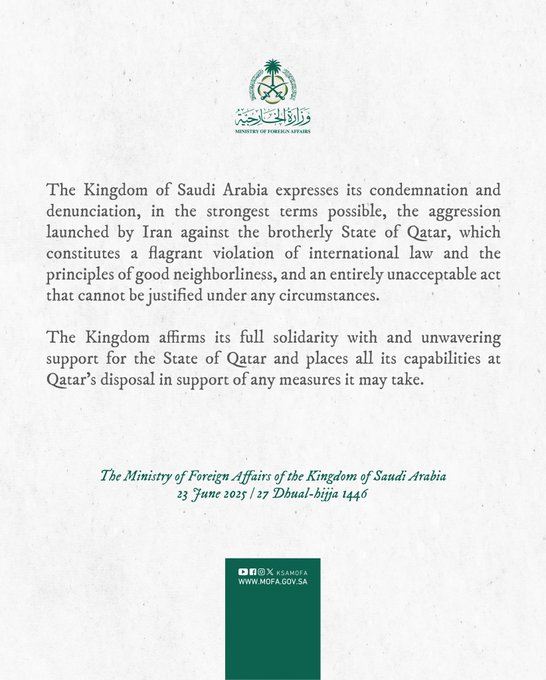 وزارة الخارجية
MINISTRY OF FOREIGN AFFAIRS
The Kingdom of Saudi Arabia expresses its condemnation and
denunciation, in the strongest terms possible, the aggression
launched by Iran against the brotherly State of Qatar, which
constitutes a flagrant violation of international law and the
principles of good neighborliness, and an entirely unacceptable act
that cannot be justified under any circumstances.
The Kingdom affirms its full solidarity with and unwavering
support for the State of Qatar and places all its capabilities at
Qatar's disposal in support of any measures it may take.
The Ministry of Foreign Affairs of the Kingdom of Saudi Arabia
23 June 2025 / 27 Dhual-hijja 1446
KSAMOFA
WWW.MOFA.GOV.SA